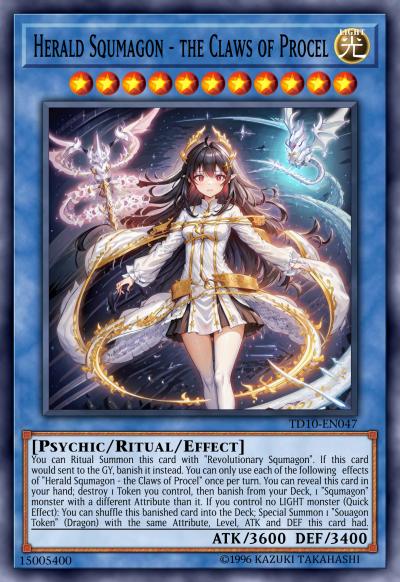 Herald Squmagon - the Claws of Procel
LIGHT
光
TD10-EN047
[Psychic/Ritual/Effect]
You can Ritual Summon this card with "Revolutionary Squmagon". If this card
would sent to the GY, banish it instead. You can only use each of the following effects
of "Herald Squmagon - the Claws of Procel" once per turn. You can reveal this card in
your hand; destroy 1 Token you control, then banish from your Deck, 1 "Squmagon"
monster with a different Attribute than it. If you control no LIGHT monster (Quick
Effect): You can shuffle this banished card into the Deck; Special Summon 1 "Souagon
Token" (Dragon) with the same Attribute, Level, ATK and DEF this card had.
ATK/3600 DEF/3400
15005400
©1996 KAZUKI TAKAHASHI